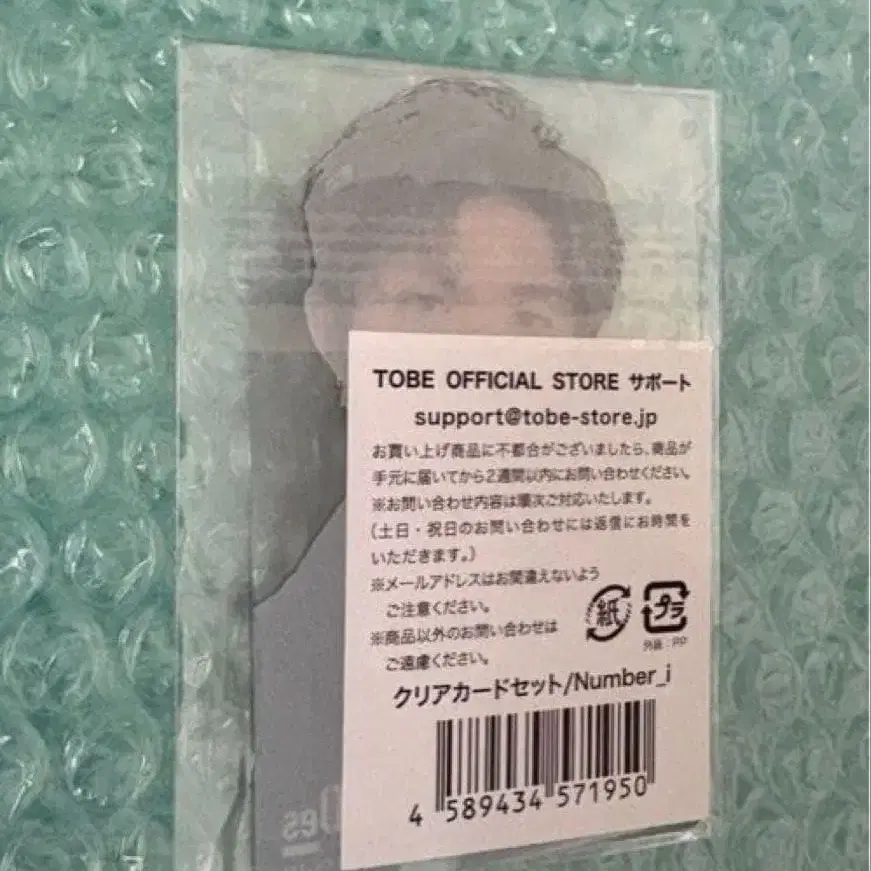 TOBE OFFICIAL STORE サポート
support@tobe-store.jp
お買い上げ商品に不都合がございましたら、商品が
手元に届いてから2週間以内にお問い合わせください。
※お問い合わせ内容は順次ご対応いたします。
(土日・祝日のお問い合わせには返信にお時間を
いただきます。)
※メールアドレスはお間違えないよう
ご注意ください。
※商品以外のお問い合わせは
ご遠慮ください。
紙
プラ
外装:PP
クリアカードセット/Number_i
4 589434 571950